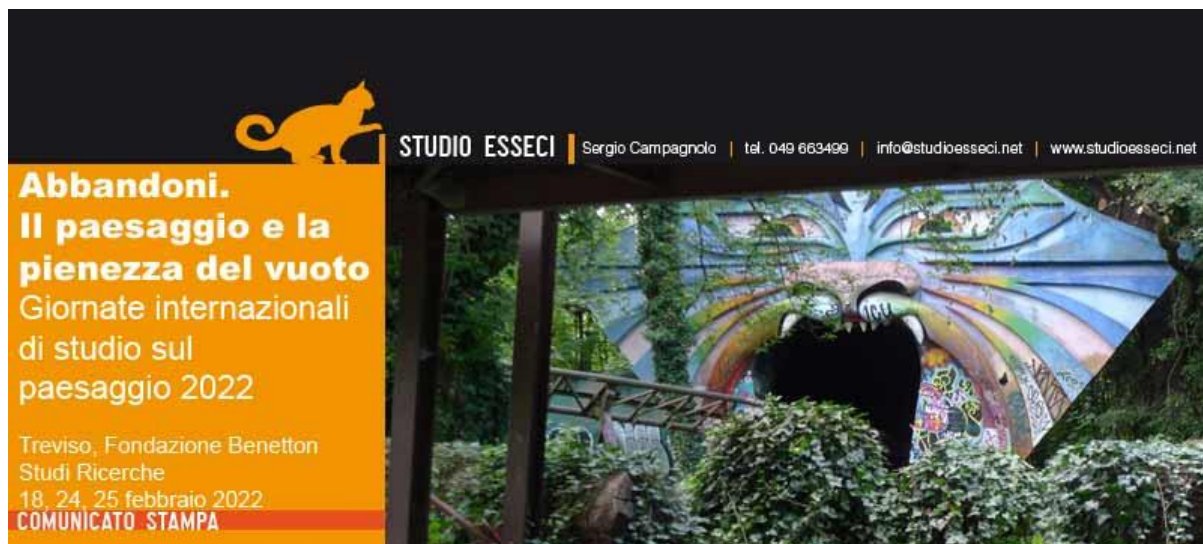 STUDIO ESSECI | Sergio Campagnolo | tel. 049 663499 | info@studioesseci.net | www.studioesseci.net
Abbandoni.
Il paesaggio e la
pienezza del vuoto
Giornate internazionali
di studio sul
paesaggio 2022
Treviso, Fondazione Benetton
Studi Ricerche
18, 24, 25 febbraio 2022
COMUNICATO STAMPA